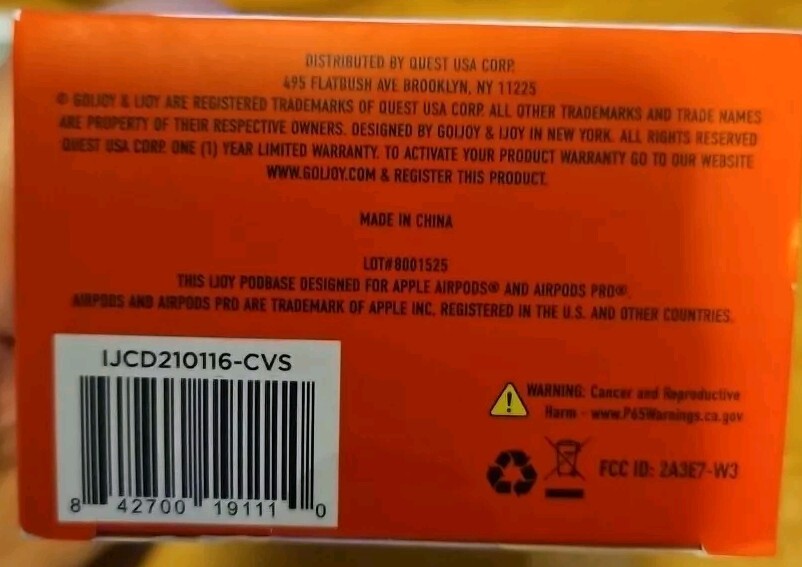 DISTRIBUTED BY QUEST USA CORP.
495 FLATBUSH AVE BROOKLYN, NY 11225
© GOIJOY & IJOY ARE REGISTERED TRADEMARKS OF QUEST USA CORP. ALL OTHER TRADEMARKS AND TRADE NAMES
ARE PROPERTY OF THEIR RESPECTIVE OWNERS. DESIGNED BY GOIJOY & IJOY IN NEW YORK. ALL RIGHTS RESERVED
QUEST USA CORP. ONE (1) YEAR LIMITED WARRANTY. TO ACTIVATE YOUR PRODUCT WARRANTY GO TO OUR WEBSITE
WWW.GOIJOY.COM & REGISTER THIS PRODUCT.
MADE IN CHINA
LOT#8001525
THIS IJOY PODBASE DESIGNED FOR APPLE AIRPODS® AND AIRPODS PRO®.
AIRPODS AND AIRPODS PRO ARE TRADEMARK OF APPLE INC, REGISTERED IN THE U.S. AND OTHER COUNTRIES.
IJCD210116-CVS
8 42700 19111 0
WARNING: Cancer and Reproductive
Harm - www.P65Warnings.ca.gov
FCC ID: 2A3E7-W3